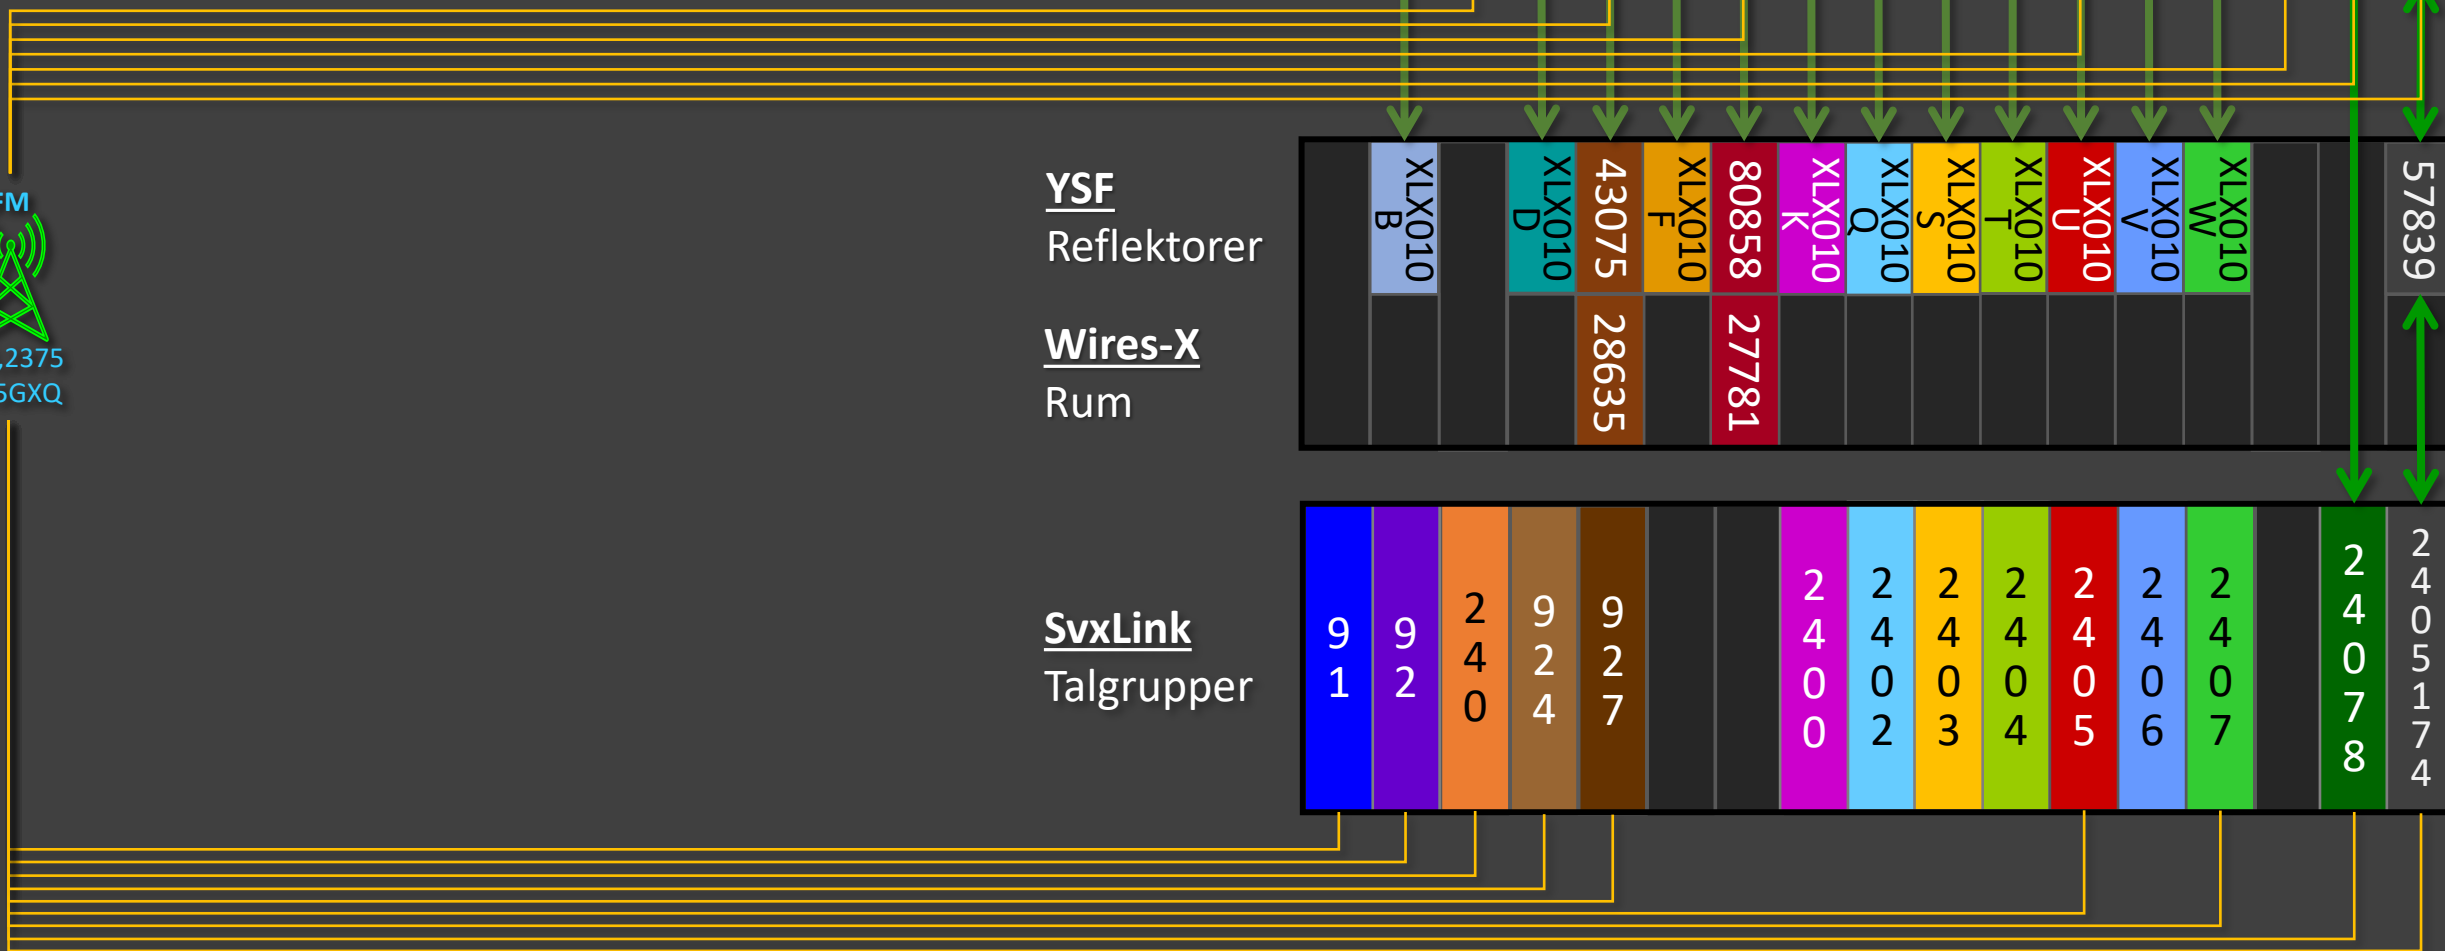 FM
,2375
5GXQ
YSF
Reflektorer
XLX010
B
XLX010
D
43075
XLX010
F
80858
XLX010
K
XLX010
Q
XLX010
S
XLX010
T
XLX010
U
XLX010
V
XLX010
W
57839
Wires-X
Rum
28635
27781
SvxLink
Talgrupper
91
92
240
924
927
2400
2402
2403
2404
2405
2406
2407
24078
2405174